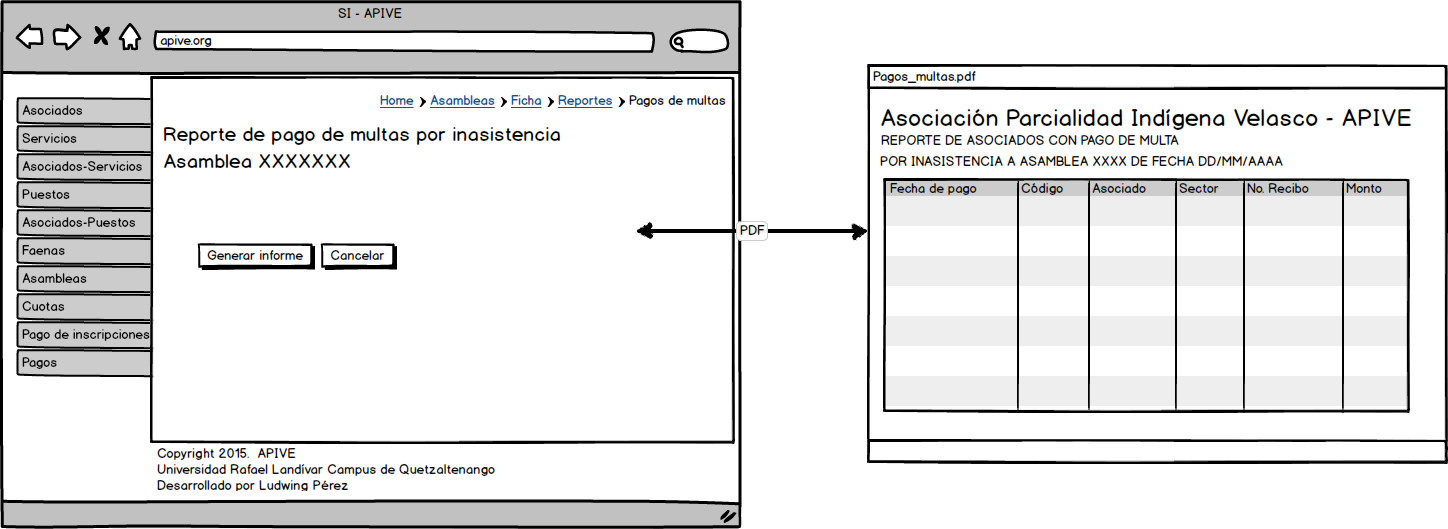 SI - APIVE
apive.org
Home Asambleas Ficha Reportes Pagos de multas
Asociados
Servicios
Asociados-Servicios
Puestos
Asociados-Puestos
Faenas
Asambleas
Cuotas
Pago de inscripciones
Pagos
Reporte de pago de multas por inasistencia
Asamblea XXXXXXX
Generar informe Cancelar
Copyright 2015. APIVE
Universidad Rafael Landívar Campus de Quetzaltenango
Desarrollado por Ludwing Pérez
PDF
Pagos_multas.pdf
Asociación Parcialidad Indígena Velasco - APIVE
REPORTE DE ASOCIADOS CON PAGO DE MULTA
POR INASISTENCIA A ASAMBLEA XXXX DE FECHA DD/MM/AAAA
Fecha de pago Código Asociado Sector No. Recibo Monto